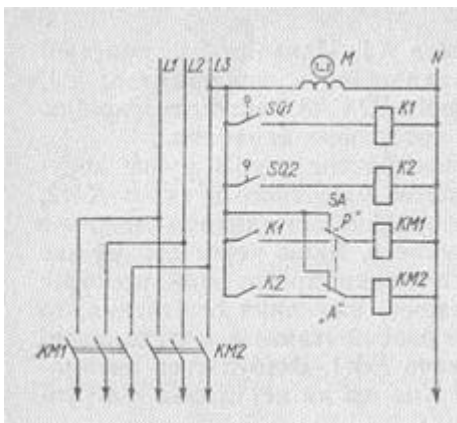 M
L1 L2 L3 N
SQ1 K1
SQ2 K2
SA
K1 „P" KM1
K2 KM2
„A"
KM1 KM2